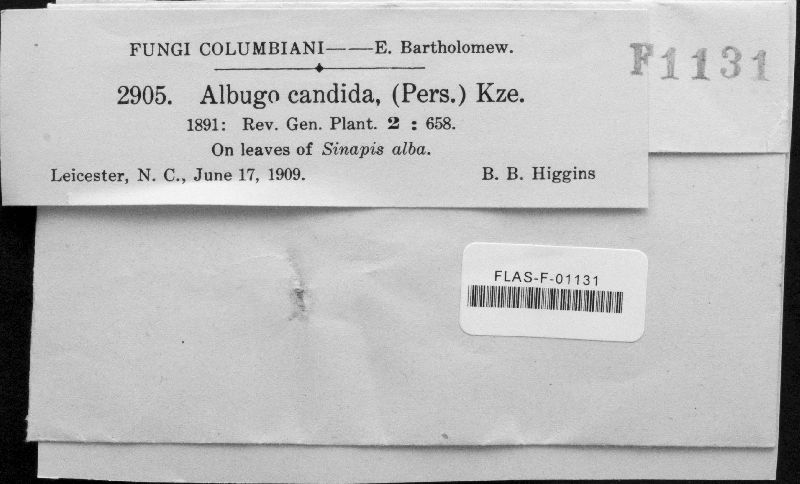 FUNGI COLUMBIANI——E. Bartholomew.
F1131
2905. Albugo candida, (Pers.) Kze.
1891: Rev. Gen. Plant. 2 : 658.
On leaves of Sinapis alba.
Leicester, N. C., June 17, 1909. B. B. Higgins
FLAS-F-01131